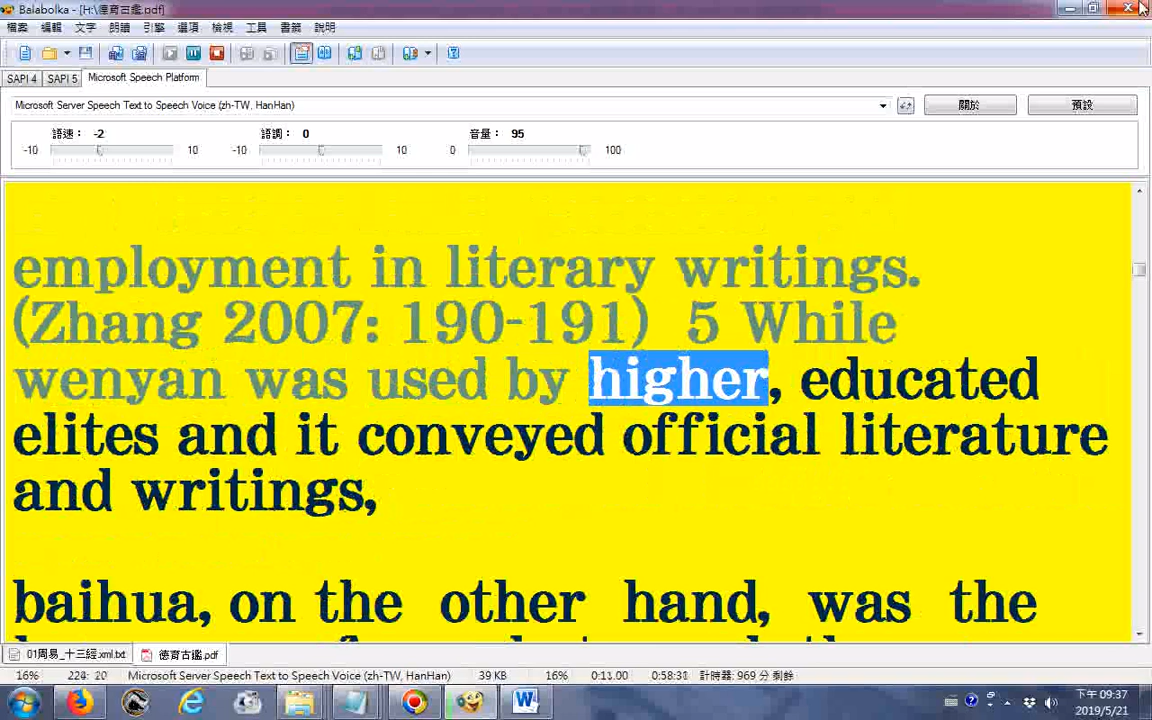 Balabolka - [H:\德育古鑑.pdf]
檔案 編輯 文字 朗讀 引擎 選項 檢視 工具 書籤 說明
SAPI 4 SAPI 5 Microsoft Speech Platform
Microsoft Server Speech Text to Speech Voice (zh-TW, HanHan) 關於 預設
語速： -2 語調： 0 音量： 95
-10 10 -10 10 0 100
employment in literary writings.
(Zhang 2007: 190-191) 5 While
wenyan was used by higher, educated
elites and it conveyed official literature
and writings,
baihua, on the other hand, was the
01周易_十三經.xml.txt 德育古鑑.pdf
16% 224: 20 Microsoft Server Speech Text to Speech Voice (zh-TW, HanHan) 39 KB 16% 0:11.00 0:58:31 計時器: 969 分 剩餘
下午 09:37
2019/5/21